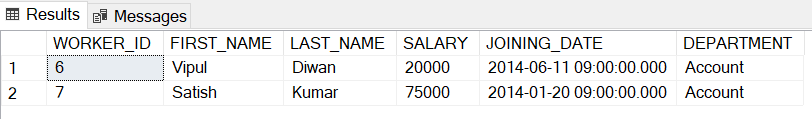 Results Messages
WORKER_ID FIRST_NAME LAST_NAME SALARY JOINING_DATE DEPARTMENT
1 6 Vipul Diwan 20000 2014-06-11 09:00:00.000 Account
2 7 Satish Kumar 75000 2014-01-20 09:00:00.000 Account